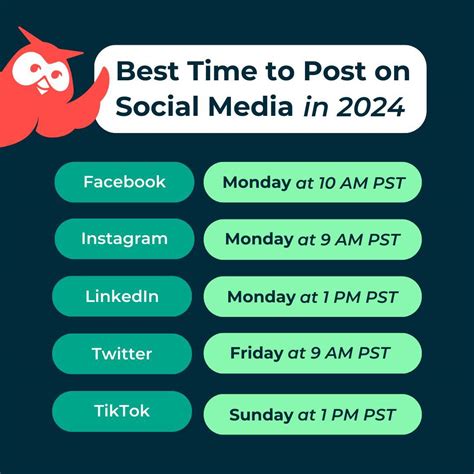 Best Time to Post on
Social Media in 2024
Facebook Monday at 10 AM PST
Instagram Monday at 9 AM PST
LinkedIn Monday at 1 PM PST
Twitter Friday at 9 AM PST
TikTok Sunday at 1 PM PST